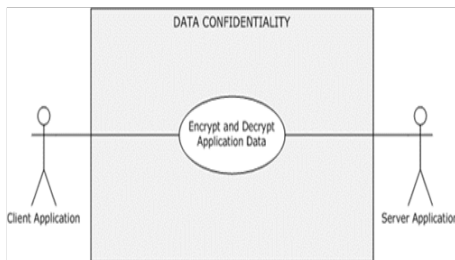 DATA CONFIDENTIALITY
Encrypt and Decrypt
Application Data
Client Application
Server Application